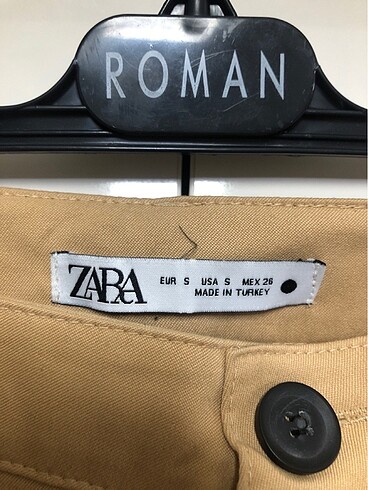 ROMAN
ZARA
EUR S USA S MEX 26
MADE IN TURKEY